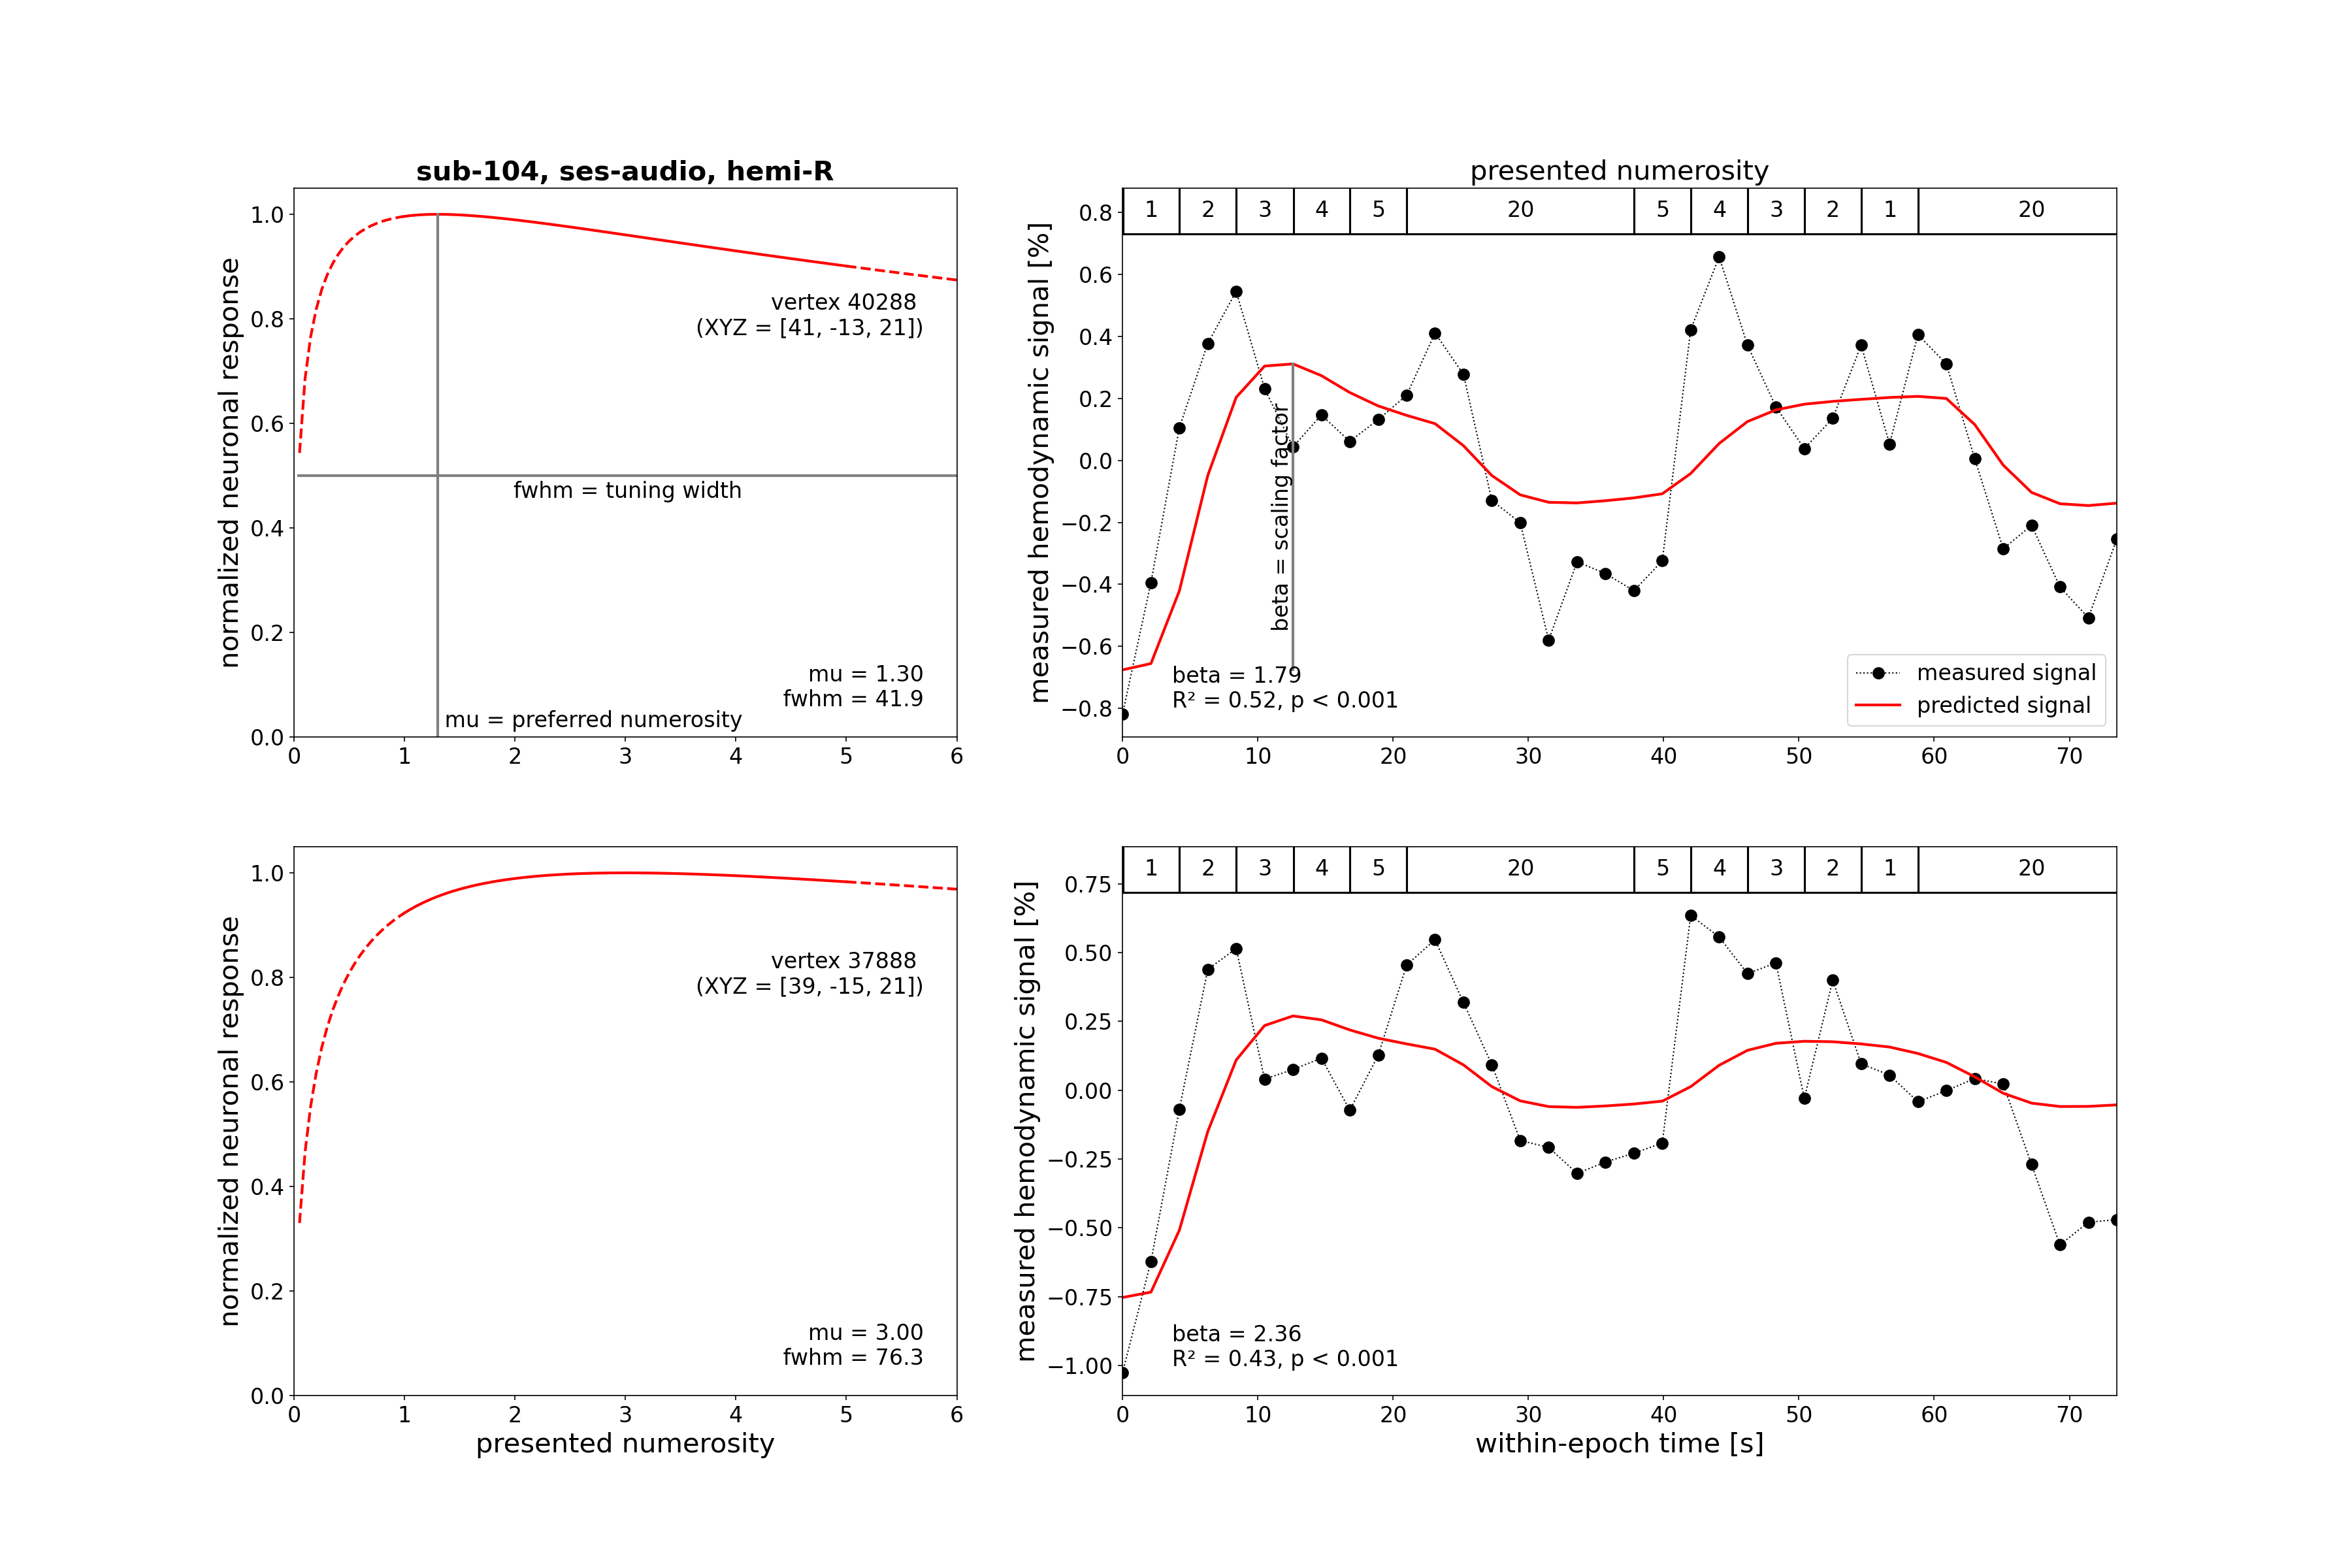 sub-104, ses-audio, hemi-R
normalized neuronal response
1.0
0.8
0.6
0.4
0.2
0.0
0 1 2 3 4 5 6
vertex 40288
(XYZ = [41, -13, 21])
fwhm = tuning width
mu = 1.30
fwhm = 41.9
mu = preferred numerosity
presented numerosity
1 2 3 4 5 20 5 4 3 2 1 20
measured hemodynamic signal [%]
0.8
0.6
0.4
0.2
0.0
−0.2
−0.4
−0.6
−0.8
0 10 20 30 40 50 60 70
beta = scaling factor
beta = 1.79
R² = 0.52, p < 0.001
measured signal
predicted signal
normalized neuronal response
1.0
0.8
0.6
0.4
0.2
0.0
0 1 2 3 4 5 6
presented numerosity
vertex 37888
(XYZ = [39, -15, 21])
mu = 3.00
fwhm = 76.3
1 2 3 4 5 20 5 4 3 2 1 20
measured hemodynamic signal [%]
0.75
0.50
0.25
0.00
−0.25
−0.50
−0.75
−1.00
0 10 20 30 40 50 60 70
within-epoch time [s]
beta = 2.36
R² = 0.43, p < 0.001